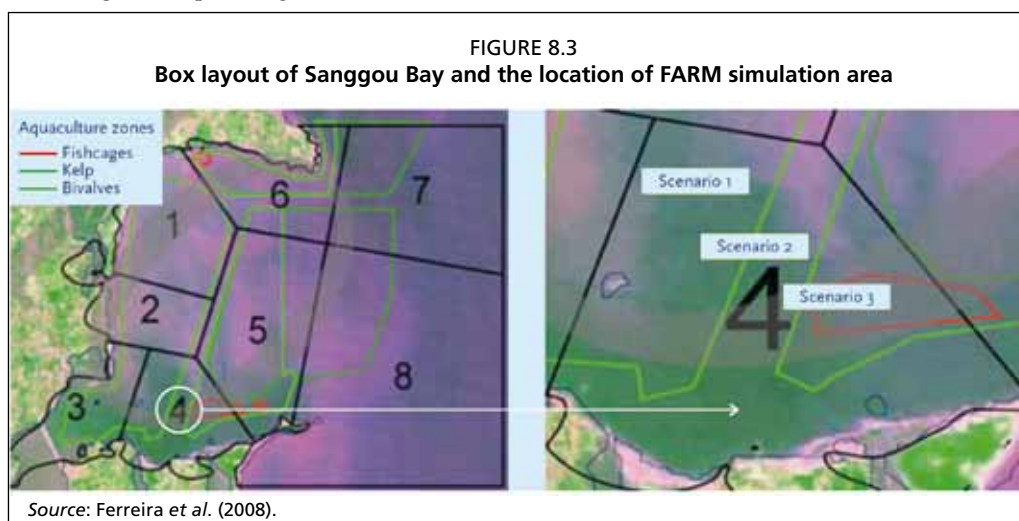 FIGURE 8.3
Box layout of Sanggou Bay and the location of FARM simulation area
Aquaculture zones
Fishcages
Kelp
Bivalves
1
2
3
4
5
6
7
8
Scenario 1
Scenario 2
4
Scenario 3
Source: Ferreira et al. (2008).